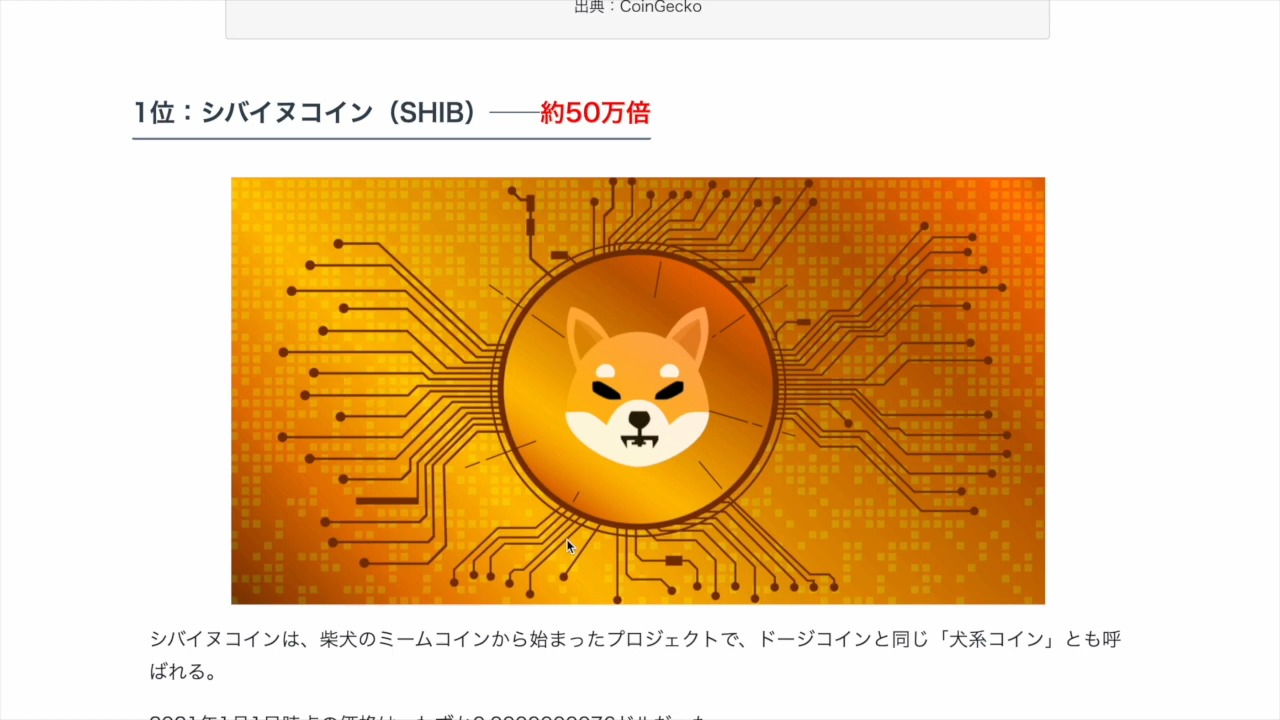 出典：CoinGecko
1位：シバイヌコイン（SHIB）──約50万倍
シバイヌコインは、柴犬のミームコインから始まったプロジェクトで、ドージコインと同じ「犬系コイン」とも呼
ばれる。